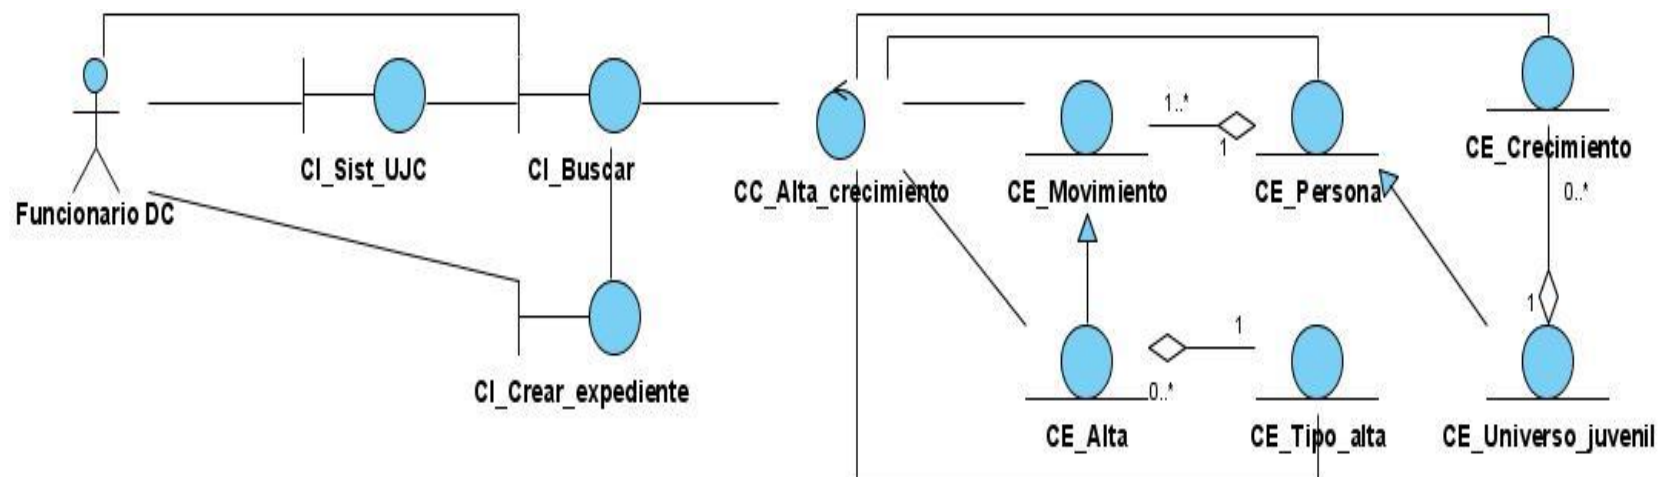 1..*
1
CE_Crecimiento
CI_Sist_UJC
CI_Buscar
CC_Alta_crecimiento
CE_Movimiento
CE_Persona
0..*
Funcionario DC
1
1
CI_Crear_expediente
0..*
CE_Alta
CE_Tipo_alta
CE_Universo_juvenil